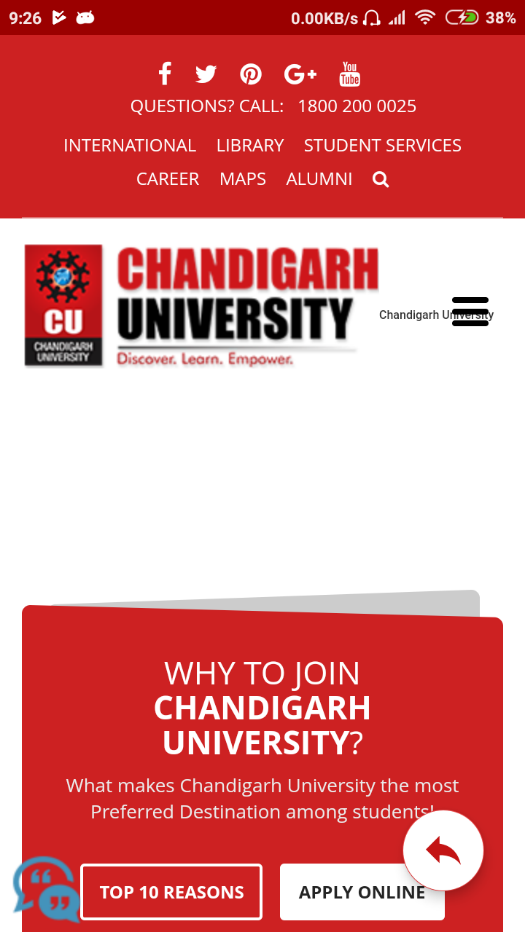 9:26 0.00KB/s 38%
You
Tube
QUESTIONS? CALL: 1800 200 0025
INTERNATIONAL LIBRARY STUDENT SERVICES
CAREER MAPS ALUMNI
CHANDIGARH
UNIVERSITY
Discover. Learn. Empower.
CU
CHANDIGARH
UNIVERSITY
Chandigarh University
WHY TO JOIN
CHANDIGARH
UNIVERSITY?
What makes Chandigarh University the most
Preferred Destination among students!
TOP 10 REASONS APPLY ONLINE